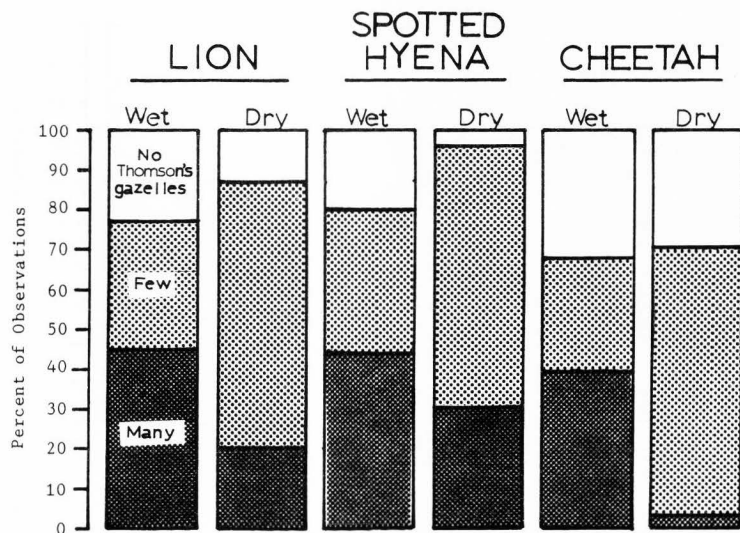 LION
SPOTTED
HYENA
CHEETAH
Wet
Dry
Wet
Dry
Wet
Dry
Percent of Observations
100
90
80
70
60
50
40
30
20
10
0
No
Thomson's
gazelles
Few
Many